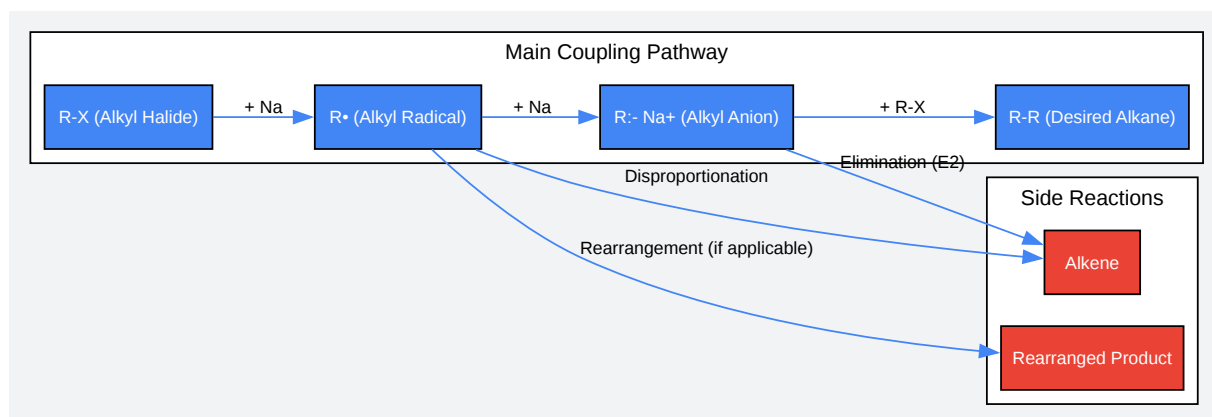 Main Coupling Pathway
R-X (Alkyl Halide)
+ Na
R• (Alkyl Radical)
+ Na
R:- Na+ (Alkyl Anion)
+ R-X
R-R (Desired Alkane)
Elimination (E2)
Disproportionation
Rearrangement (if applicable)
Side Reactions
Alkene
Rearranged Product